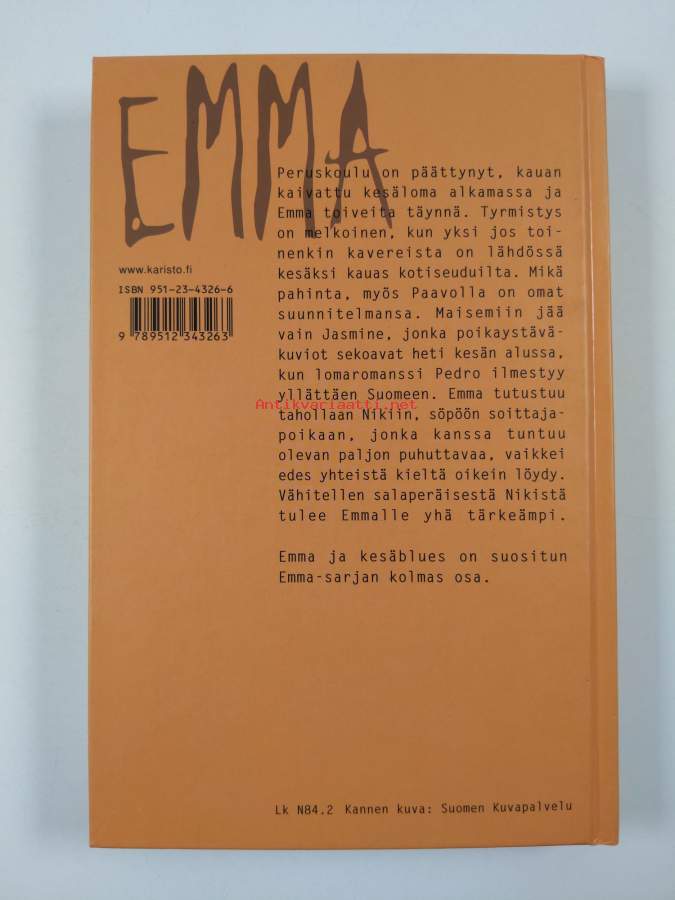 EMMA
Peruskoulu on päättynyt, kauan
kaivattu kesäloma alkamassa ja
Emma toiveita täynnä. Tyrmistys
on melkoinen, kun yksi jos toi-
nenkin kavereista on lähdössä
kesäksi kauas kotiseuduilta. Mikä
pahinta, myös Paavolla on omat
suunnitelmansa. Maisemiin jää
vain Jasmine, jonka poikaystävä-
kuviot sekoavat heti kesän alussa,
kun lomaromanssi Pedro ilmestyy
yllättäen Suomeen. Emma tutustuu
tahollaan Nikiin, söpöön soittaja-
poikaan, jonka kanssa tuntuu
olevan paljon puhuttavaa, vaikkei
edes yhteistä kieltä oikein löydy.
Vähitellen salaperäisestä Nikistä
tulee Emmalle yhä tärkeämpi.
Emma ja kesäblues on suositun
Emma-sarjan kolmas osa.
www.karisto.fi
ISBN 951-23-4326-6
9 789512 343263
Antikvariaatti.net
Lk N84.2 Kannen kuva: Suomen Kuvapalvelu